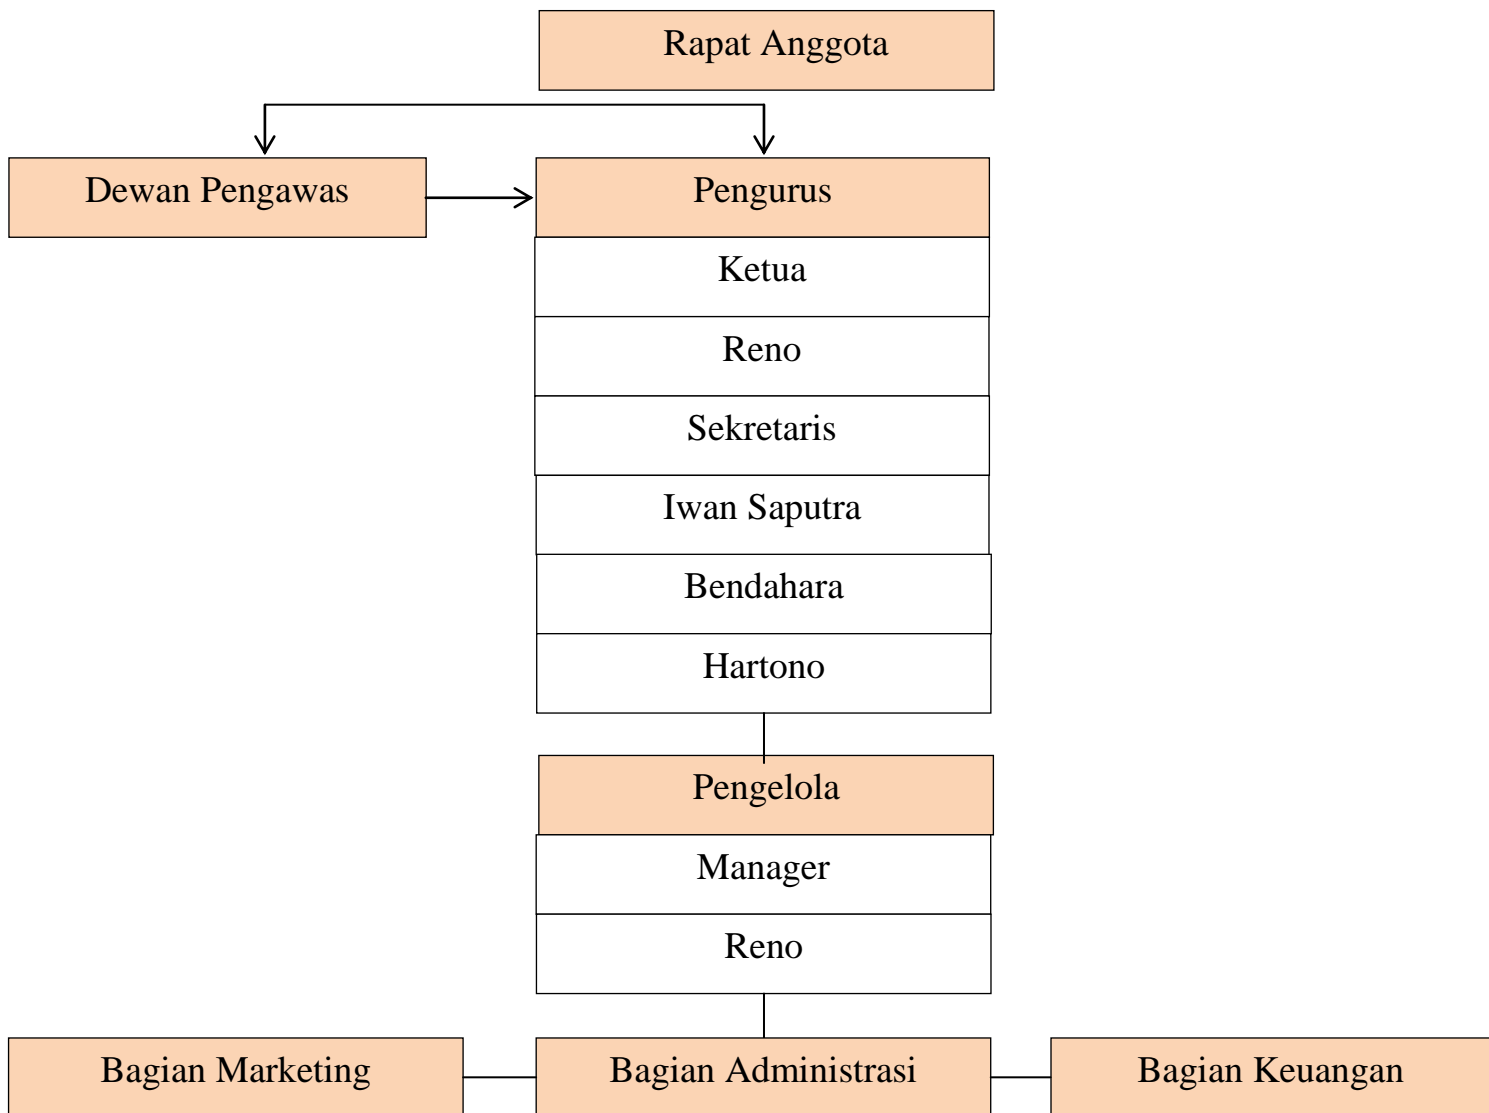 Rapat Anggota
Dewan Pengawas
Pengurus
Ketua
Reno
Sekretaris
Iwan Saputra
Bendahara
Hartono
Pengelola
Manager
Reno
Bagian Marketing
Bagian Administrasi
Bagian Keuangan